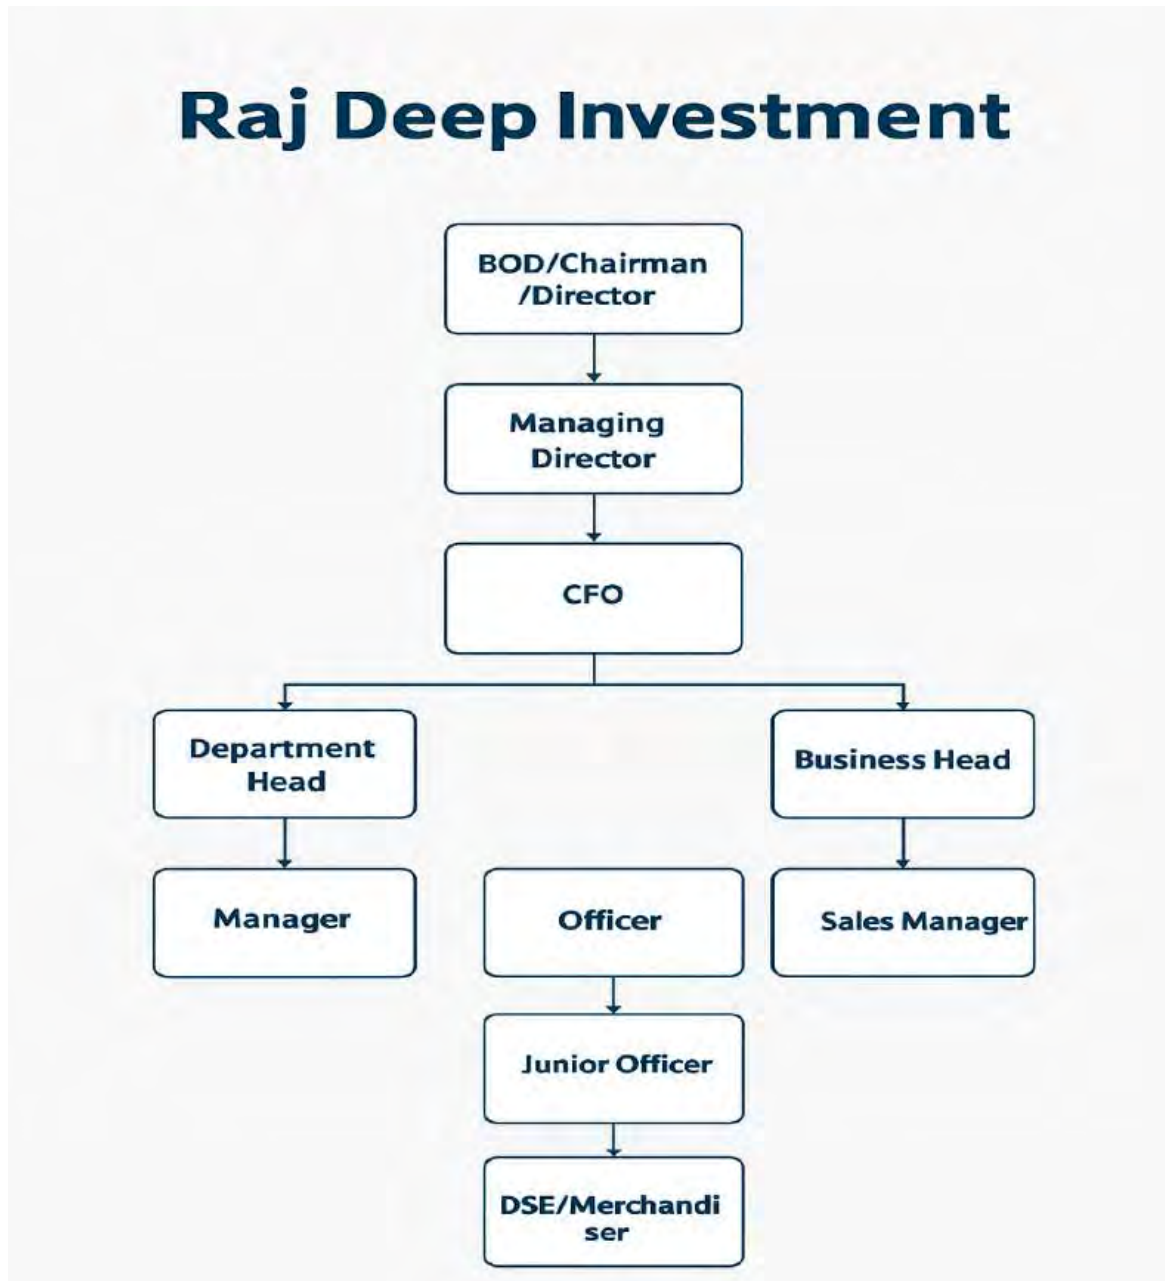 Raj Deep Investment
BOD/Chairman
/Director
Managing
Director
CFO
Department
Head
Business Head
Manager
Officer
Sales Manager
Junior Officer
DSE/Merchandi
ser